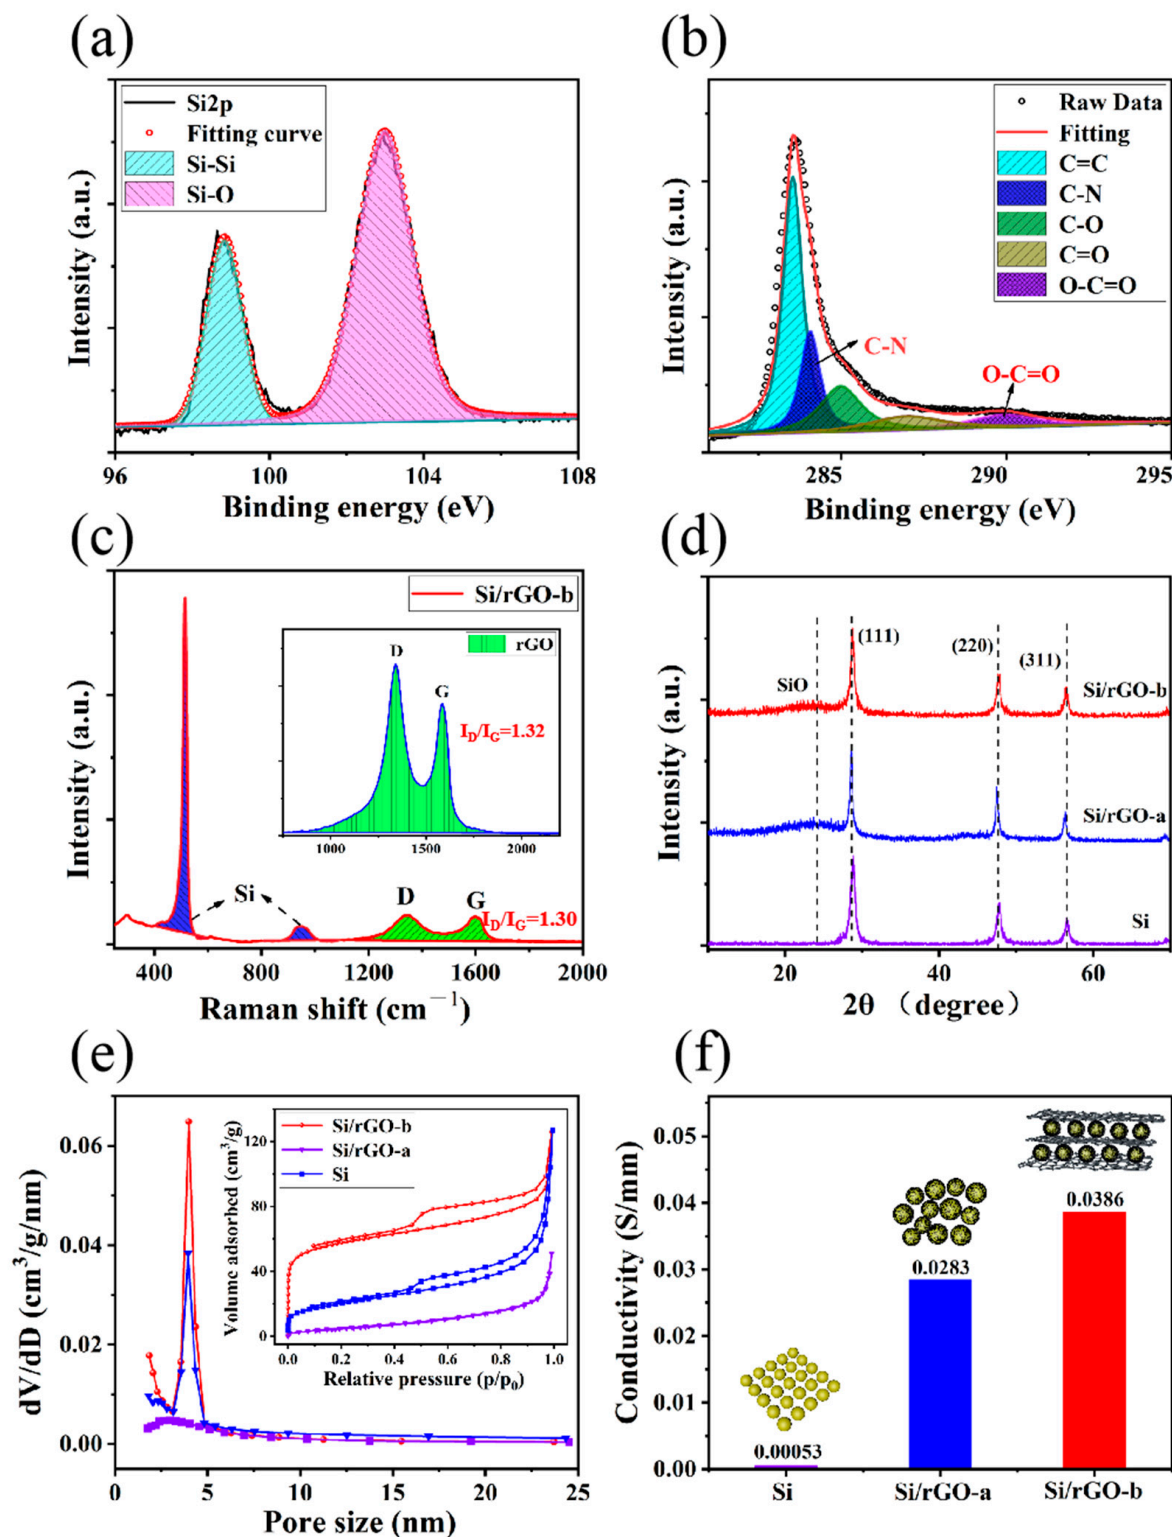 (a)
Si2p
Fitting curve
Si-Si
Si-O
Intensity (a.u.)
96 100 104 108
Binding energy (eV)
(b)
Raw Data
Fitting
C=C
C-N
C-O
C=O
O-C=O
C-N
O-C=O
Intensity (a.u.)
285 290 295
Binding energy (eV)
(c)
Si/rGO-b
rGO
D
G
I_D/I_G=1.32
1000 1500 2000
Si
D
G
I_D/I_G=1.30
Intensity (a.u.)
400 800 1200 1600 2000
Raman shift (cm⁻¹)
(d)
(111)
(220)
(311)
SiO
Si/rGO-b
Si/rGO-a
Si
Intensity (a.u.)
20 40 60
2θ （degree）
(e)
0.06
0.04
0.02
0.00
dV/dD (cm³/g/nm)
0 5 10 15 20 25
Pore size (nm)
Si/rGO-b
Si/rGO-a
Si
120
80
40
0
Volume adsorbed (cm³/g)
0.0 0.2 0.4 0.6 0.8 1.0
Relative pressure (p/p₀)
(f)
0.05
0.04
0.03
0.02
0.01
0.00
Conductivity (S/mm)
0.00053
0.0283
0.0386
Si Si/rGO-a Si/rGO-b